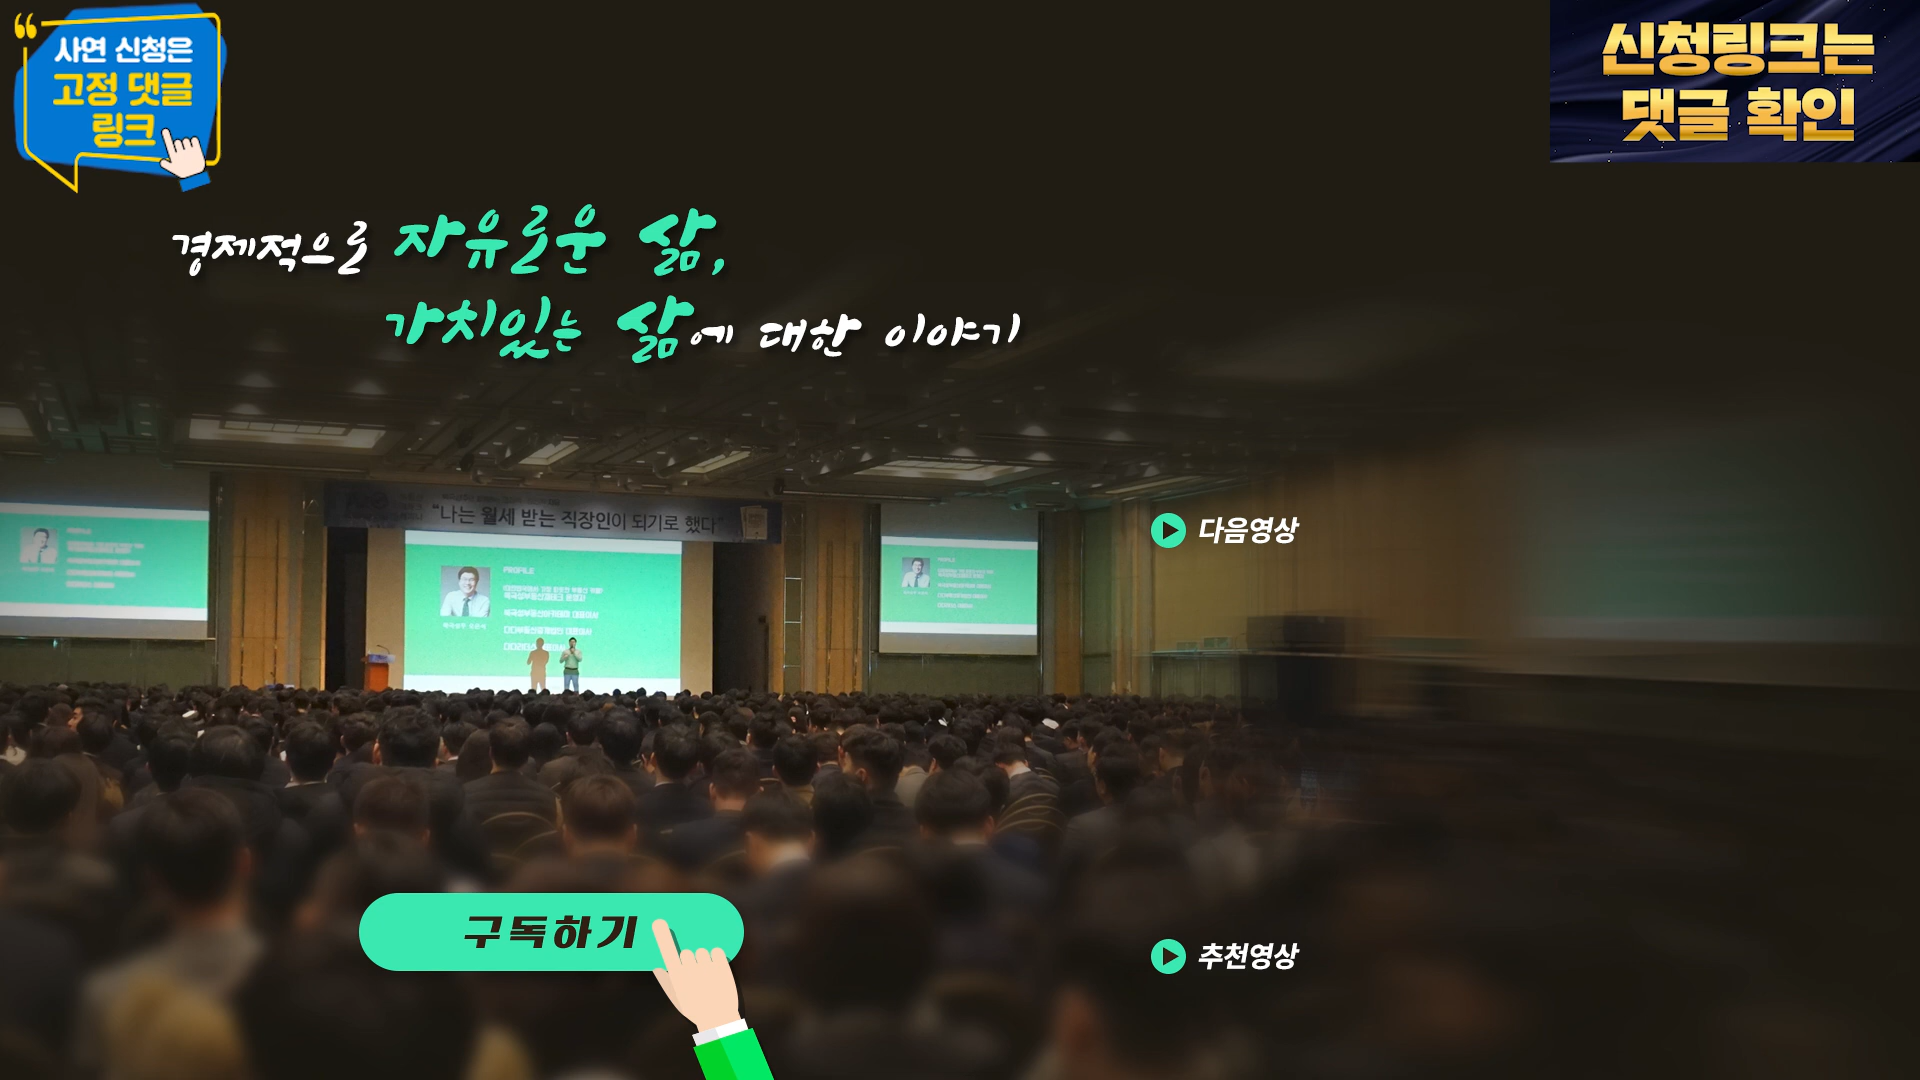 사연 신청은
고정 댓글
링크
신청링크는
댓글 확인
경제적으로 자유로운 삶,
가치있는 삶에 대한 이야기
"나는 월세 받는 직장인이 되기로 했다"
PROFILE
다음영상
구독하기
추천영상